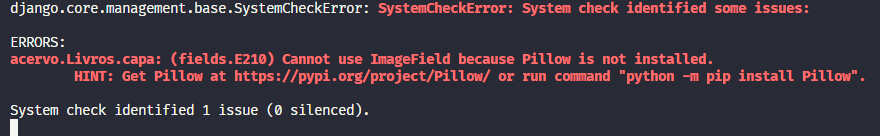 django.core.management.base.SystemCheckError: SystemCheckError: System check identified some issues:
ERRORS:
acervo.Livros.capa: (fields.E210) Cannot use ImageField because Pillow is not installed.
HINT: Get Pillow at https://pypi.org/project/Pillow/ or run command "python -m pip install Pillow".
System check identified 1 issue (0 silenced).